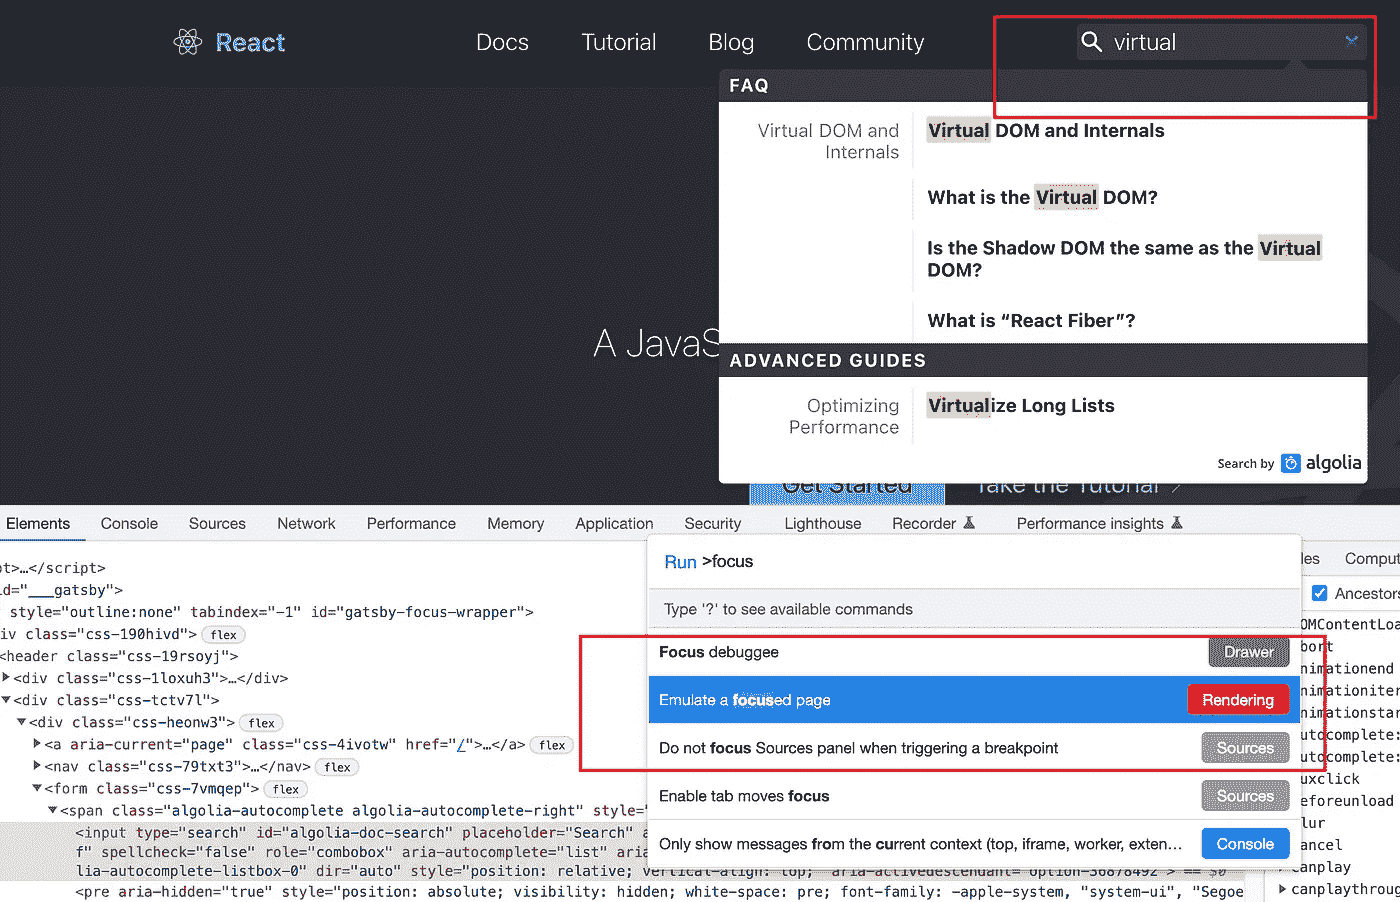 React
Docs
Tutorial
Blog
Community
virtual
FAQ
Virtual DOM and
Internals
Virtual DOM and Internals
What is the Virtual DOM?
Is the Shadow DOM the same as the Virtual
DOM?
What is “React Fiber”?
A JavaS
ADVANCED GUIDES
Optimizing
Performance
Virtualize Long Lists
Search by algolia
Get Started
Take the Tutorial
Elements
Console
Sources
Network
Performance
Memory
Application
Security
Lighthouse
Recorder
Performance insights
Run >focus
Type '?' to see available commands
Focus debuggee Drawer
Emulate a focused page Rendering
Do not focus Sources panel when triggering a breakpoint Sources
Enable tab moves focus Sources
Only show messages from the current context (top, iframe, worker, exten… Console
pt>…</script>
id="___gatsby">
style="outline:none" tabindex="-1" id="gatsby-focus-wrapper">
iv class="css-190hivd"> flex
<header class="css-19rsoyj">
<div class="css-1loxuh3">…</div>
<div class="css-tctv7l">
<div class="css-heonw3"> flex
<a aria-current="page" class="css-4ivotw" href="/">…</a> flex
<nav class="css-79txt3">…</nav> flex
<form class="css-7vmqep"> flex
<span class="algolia-autocomplete algolia-autocomplete-right" style="
<input type="search" id="algolia-doc-search" placeholder="Search" a
f" spellcheck="false" role="combobox" aria-autocomplete="list" aria
lia-autocomplete-listbox-0" dir="auto" style="position: relative; vertical-align: top;" aria-activedescendant="option-36878492"> == $0
<pre aria-hidden="true" style="position: absolute; visibility: hidden; white-space: pre; font-family: -apple-system, "system-ui", "Segoe
les
Comput
Ancestors
OMContentLoa
bort
nimationend
nimationiter
nimationstar
utocomplete:
utocomplete:
uxclick
eforeunload
lur
ancel
canplay
canplaythroug